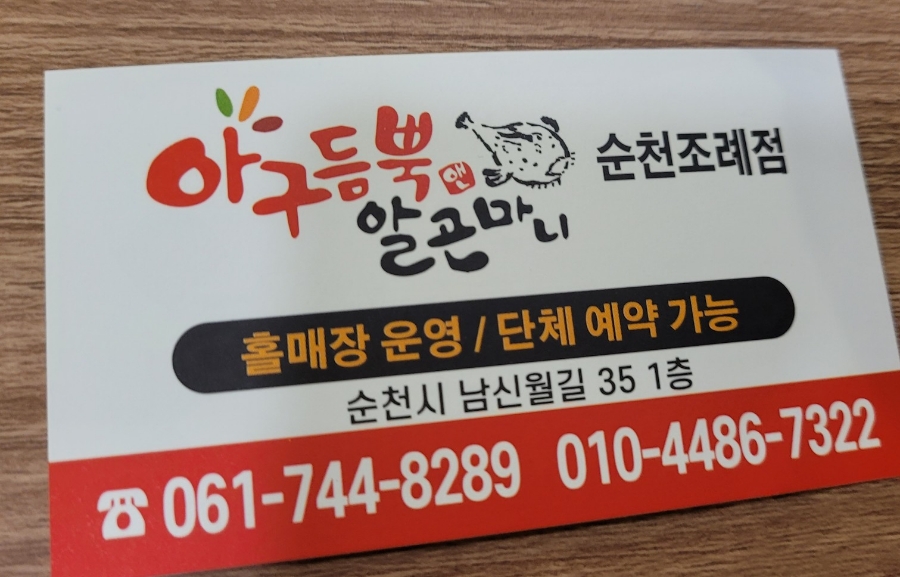 아구듬뿍 앤 알곤마니 순천조례점
홀매장 운영 / 단체 예약 가능
순천시 남신월길 35 1층
☎ 061-744-8289 010-4486-7322